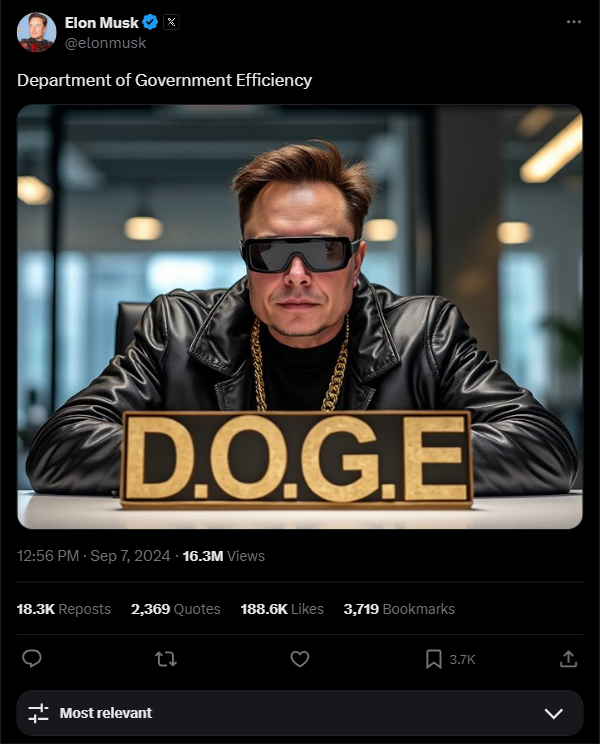 Elon Musk
@elonmusk
Department of Government Efficiency
D.O.G.E
12:56 PM · Sep 7, 2024 · 16.3M Views
18.3K Reposts 2,369 Quotes 188.6K Likes 3,719 Bookmarks
3.7K
Most relevant